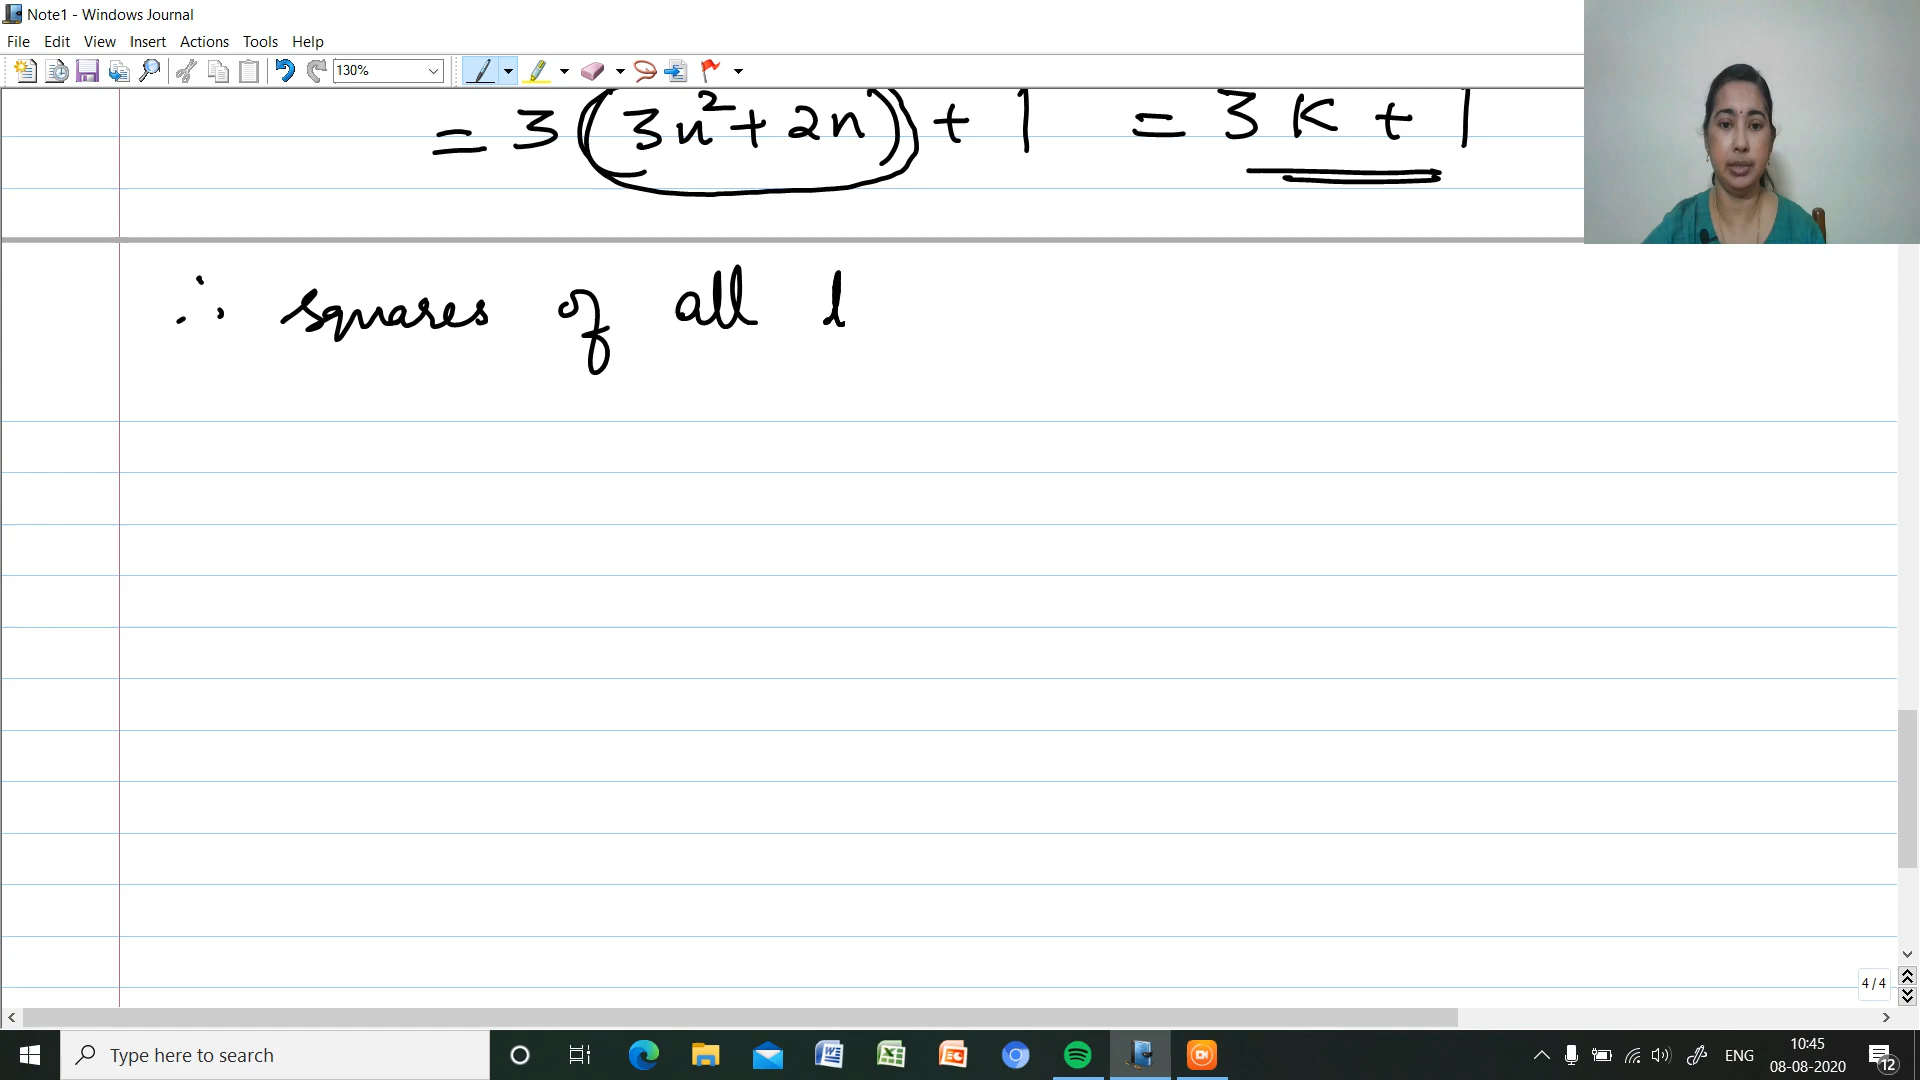 Note1 - Windows Journal
File Edit View Insert Actions Tools Help
130%
= 3(3n²+2n)+1 = 3K+1
∴ squares of all
4 / 4
Type here to search
ENG
10:45
08-08-2020
12